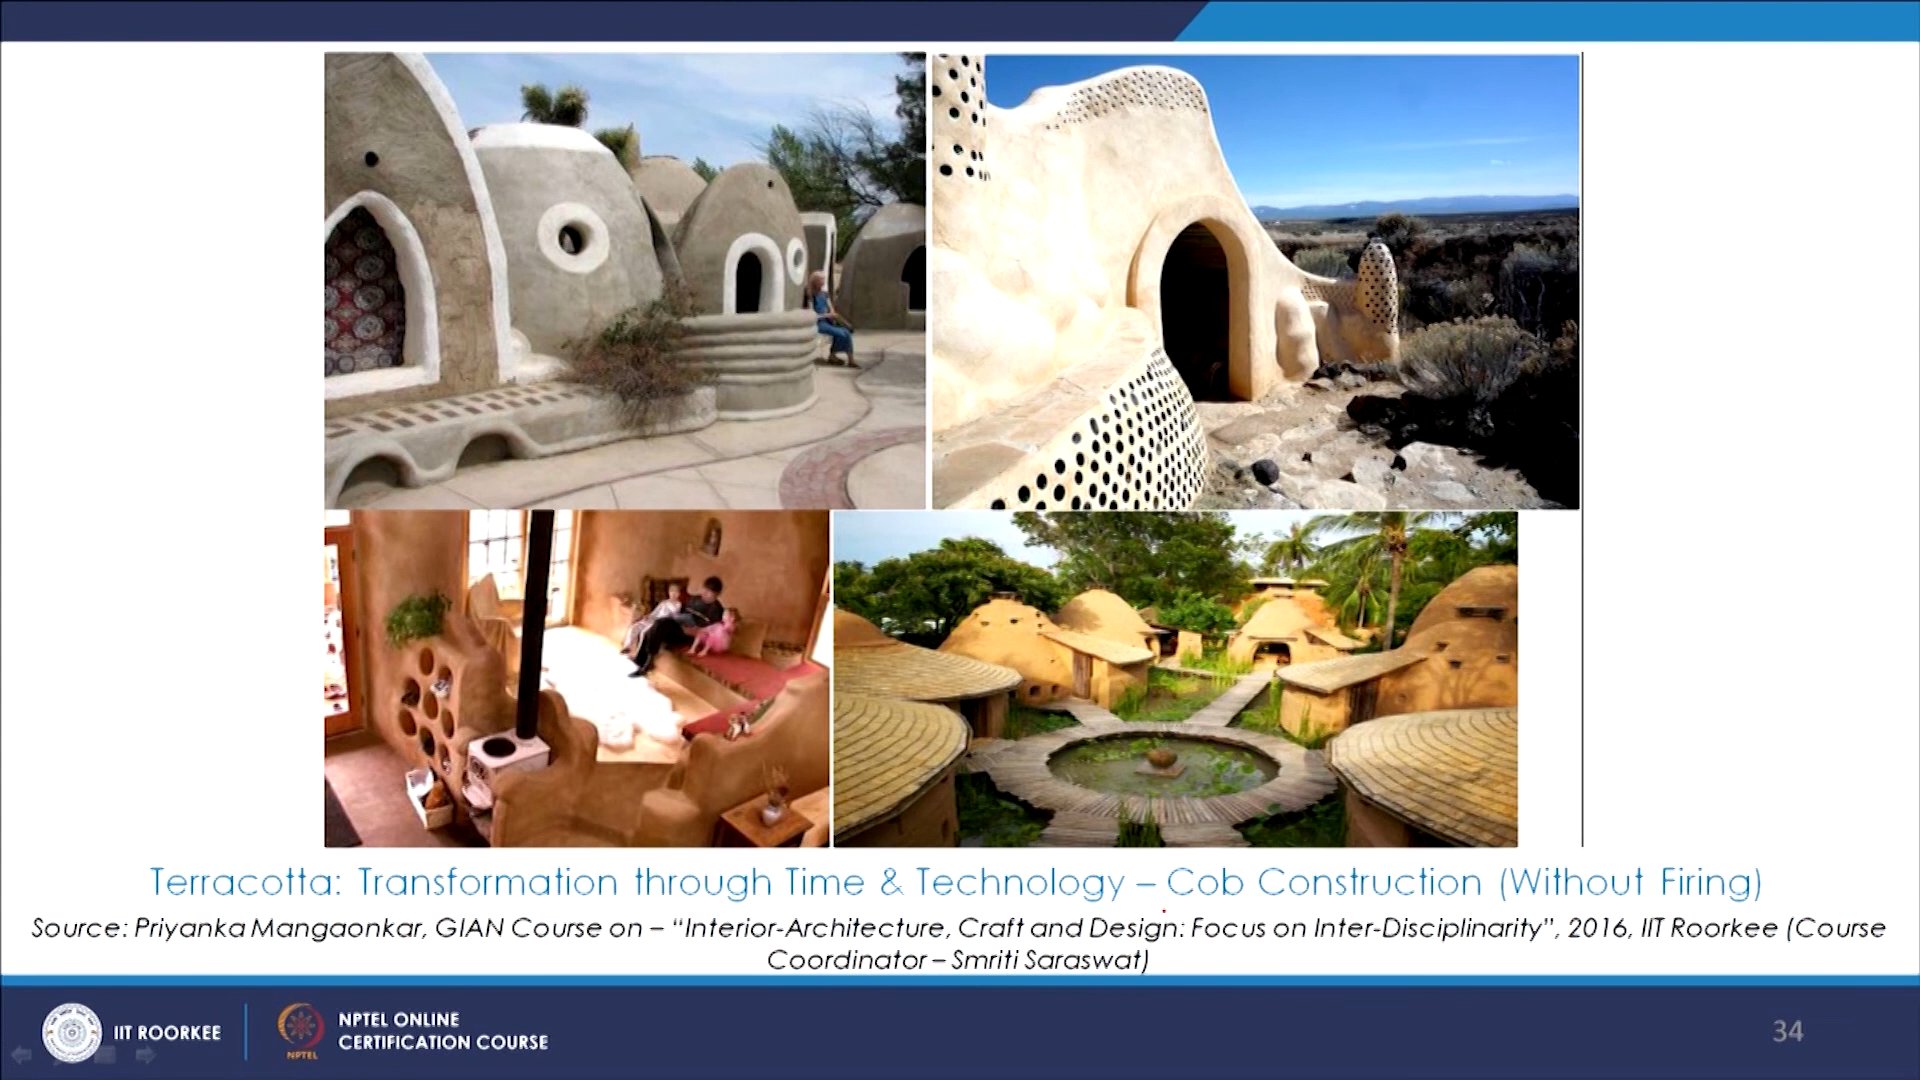 Terracotta: Transformation through Time & Technology – Cob Construction (Without Firing)
Source: Priyanka Mangaonkar, GIAN Course on – “Interior-Architecture, Craft and Design: Focus on Inter-Disciplinarity”, 2016, IIT Roorkee (Course
Coordinator – Smriti Saraswat)
IIT ROORKEE
NPTEL
NPTEL ONLINE
CERTIFICATION COURSE
34